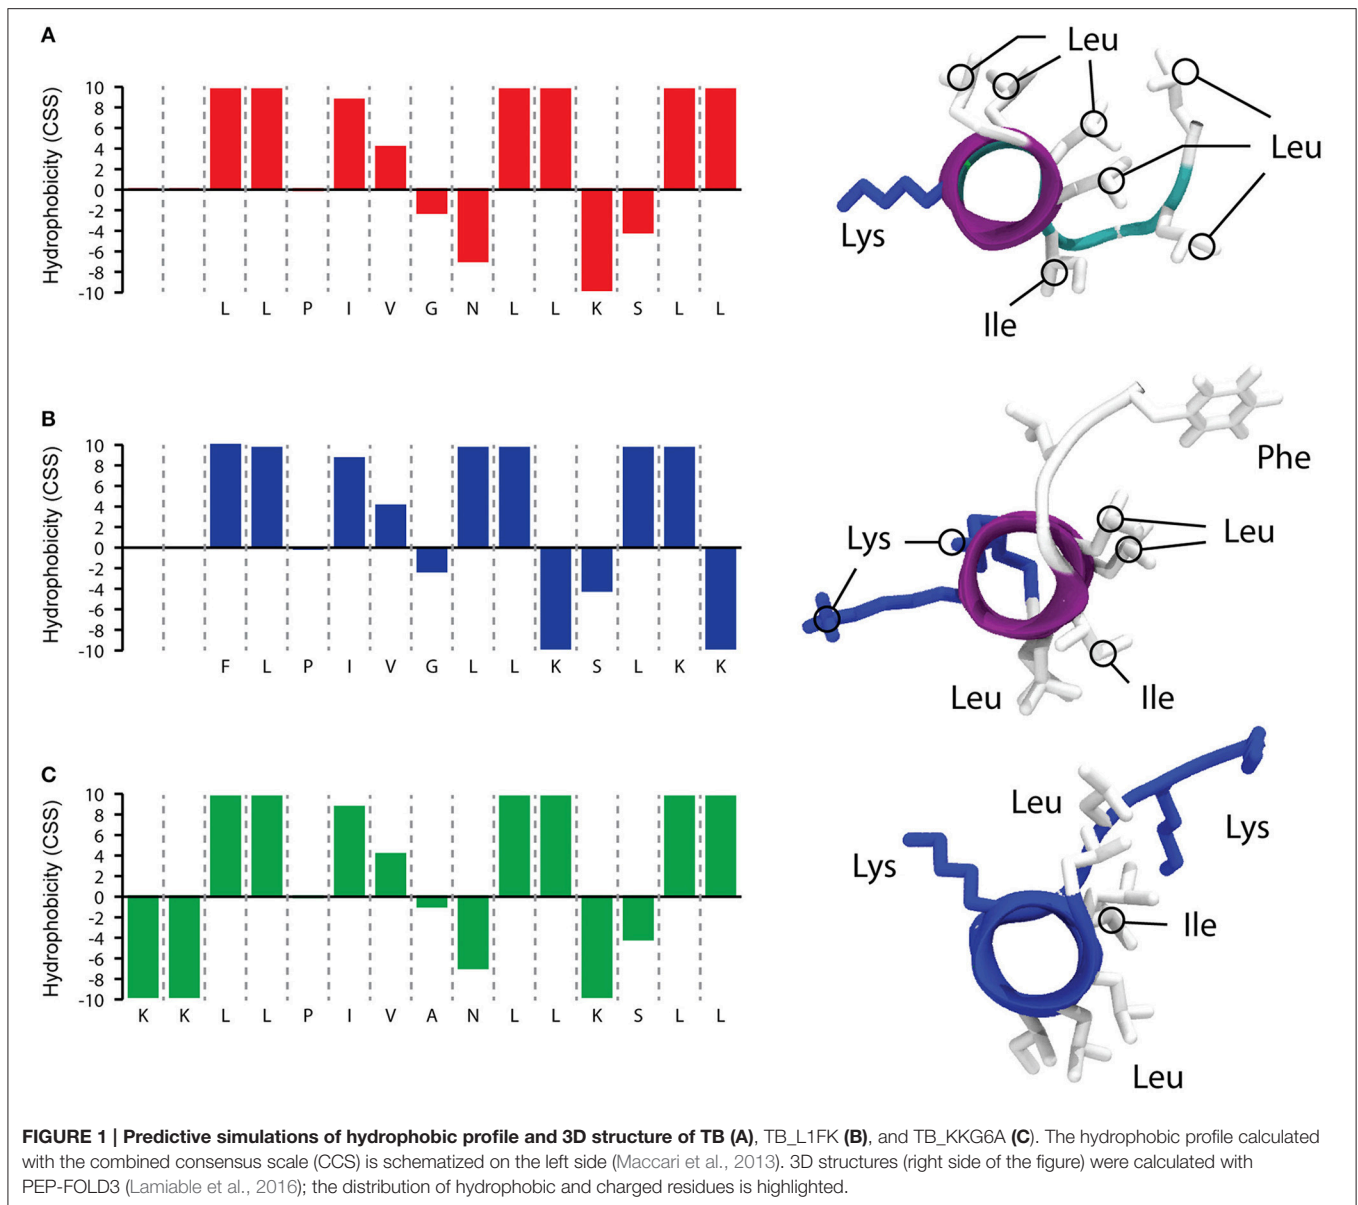 A
Leu
Hydrophobicity (CSS)
10
8
6
4
2
0
-2
-4
-6
-8
-10
L L P I V G N L L K S L L
Lys
Leu
Ile
B
Hydrophobicity (CSS)
10
8
6
4
2
0
-2
-4
-6
-8
-10
F L P I V G L L K S L K K
Phe
Lys
Leu
Leu
Ile
C
Hydrophobicity (CSS)
10
8
6
4
2
0
-2
-4
-6
-8
-10
K K L L P I V A N L L K S L L
Leu
Lys
Lys
Ile
Leu
FIGURE 1 | Predictive simulations of hydrophobic profile and 3D structure of TB (A), TB_L1FK (B), and TB_KKG6A (C). The hydrophobic profile calculated
with the combined consensus scale (CCS) is schematized on the left side (Maccari et al., 2013). 3D structures (right side of the figure) were calculated with
PEP-FOLD3 (Lamiable et al., 2016); the distribution of hydrophobic and charged residues is highlighted.